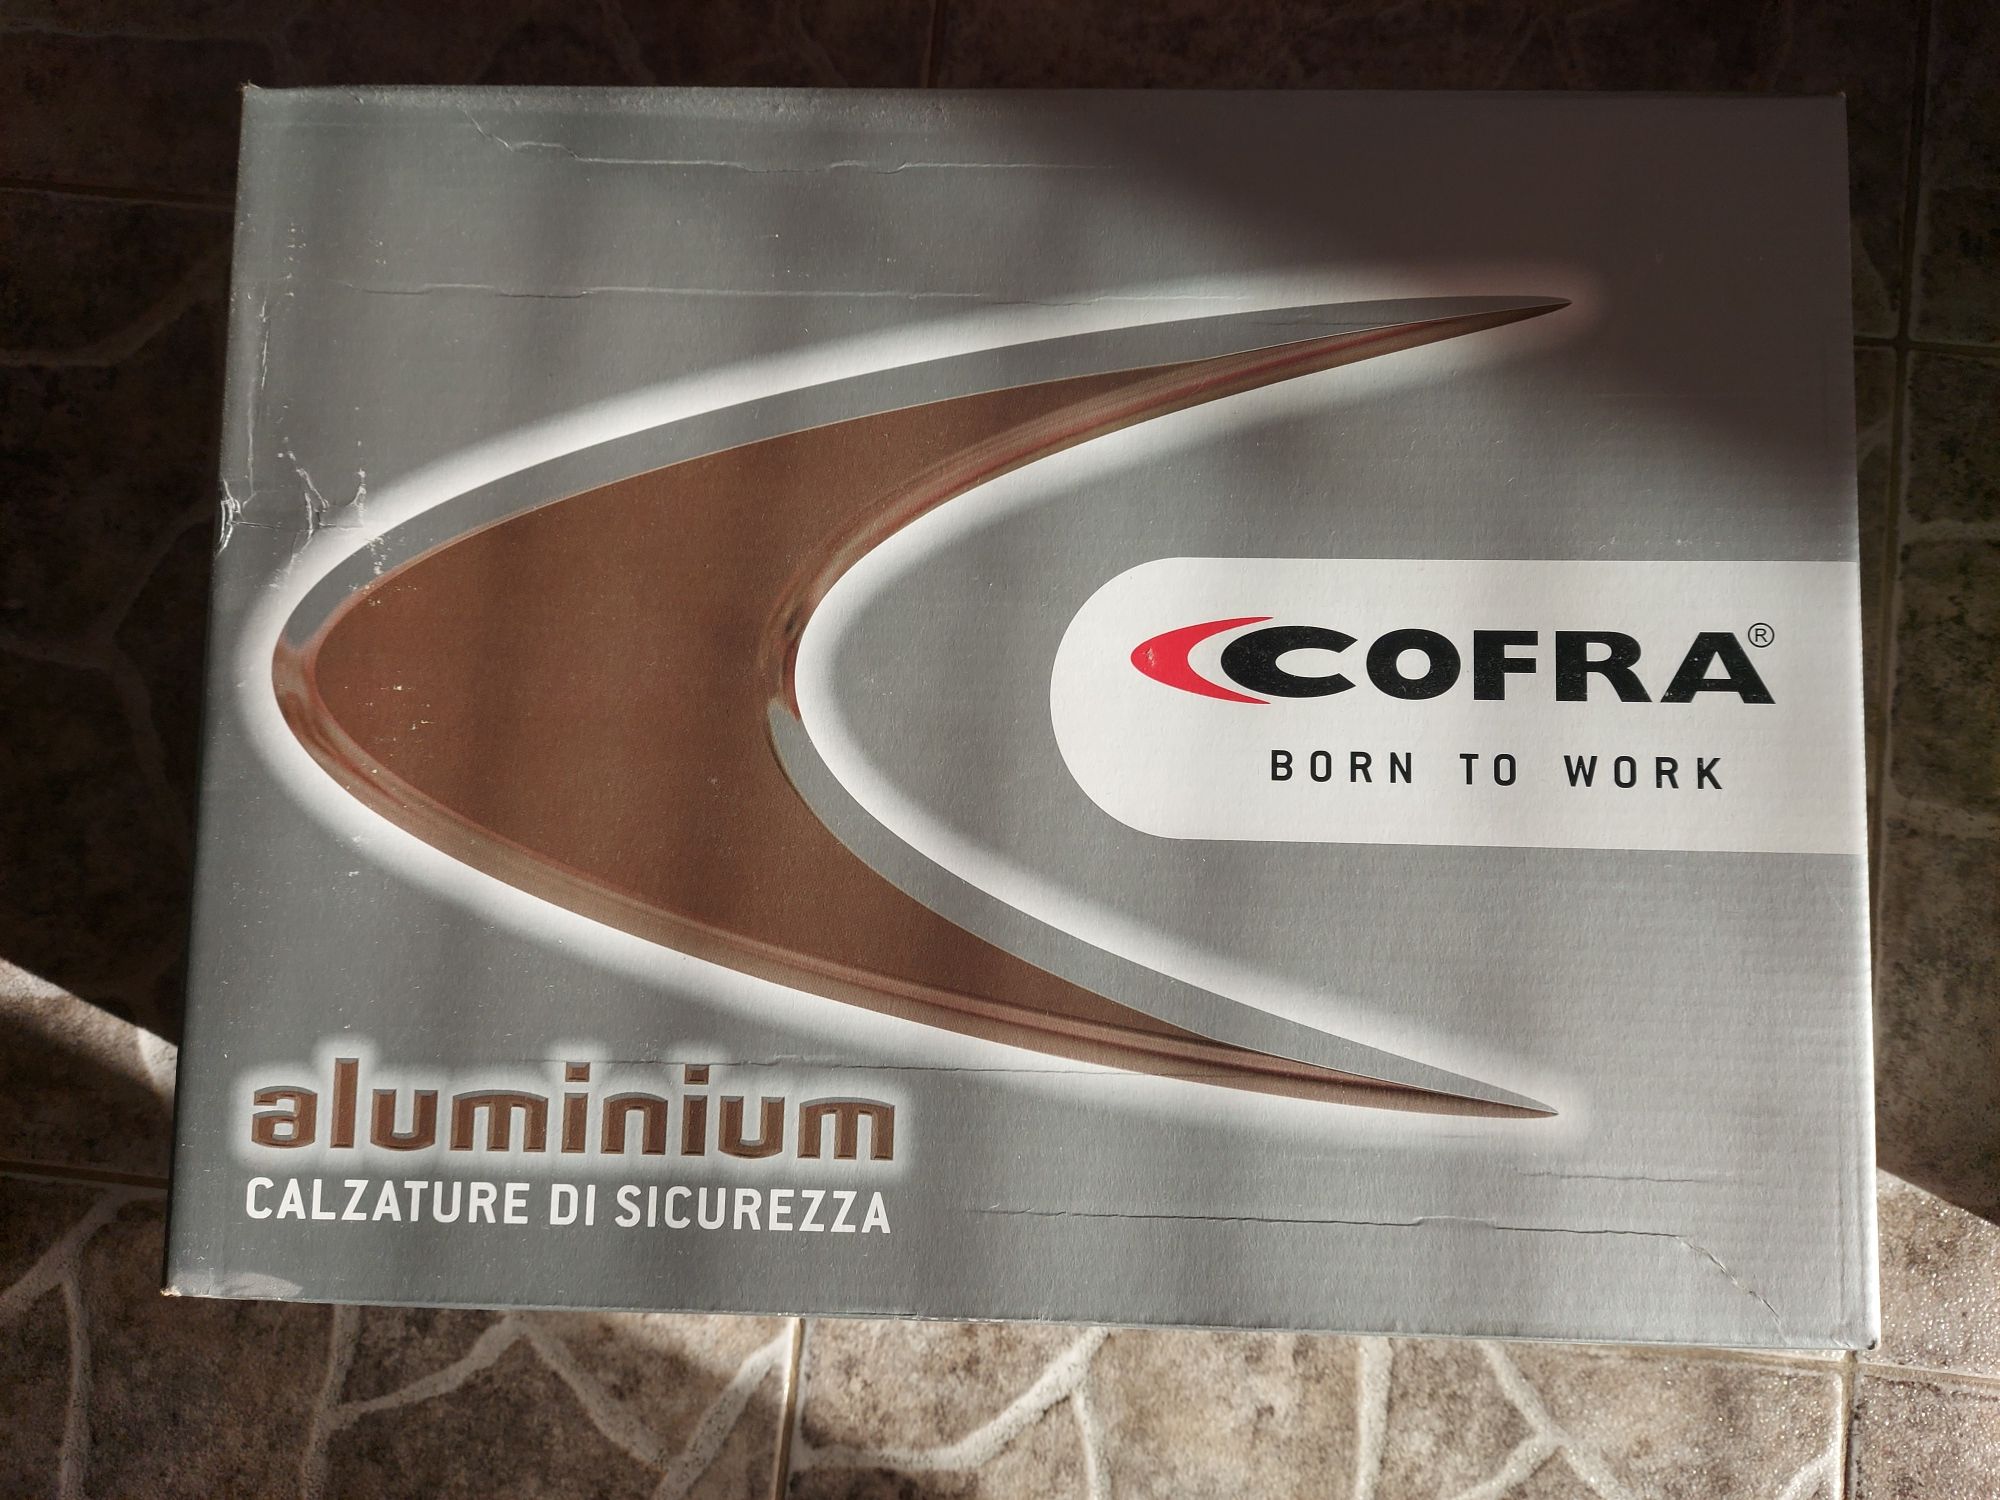 COFRA®
BORN TO WORK
aluminium
CALZATURE DI SICUREZZA